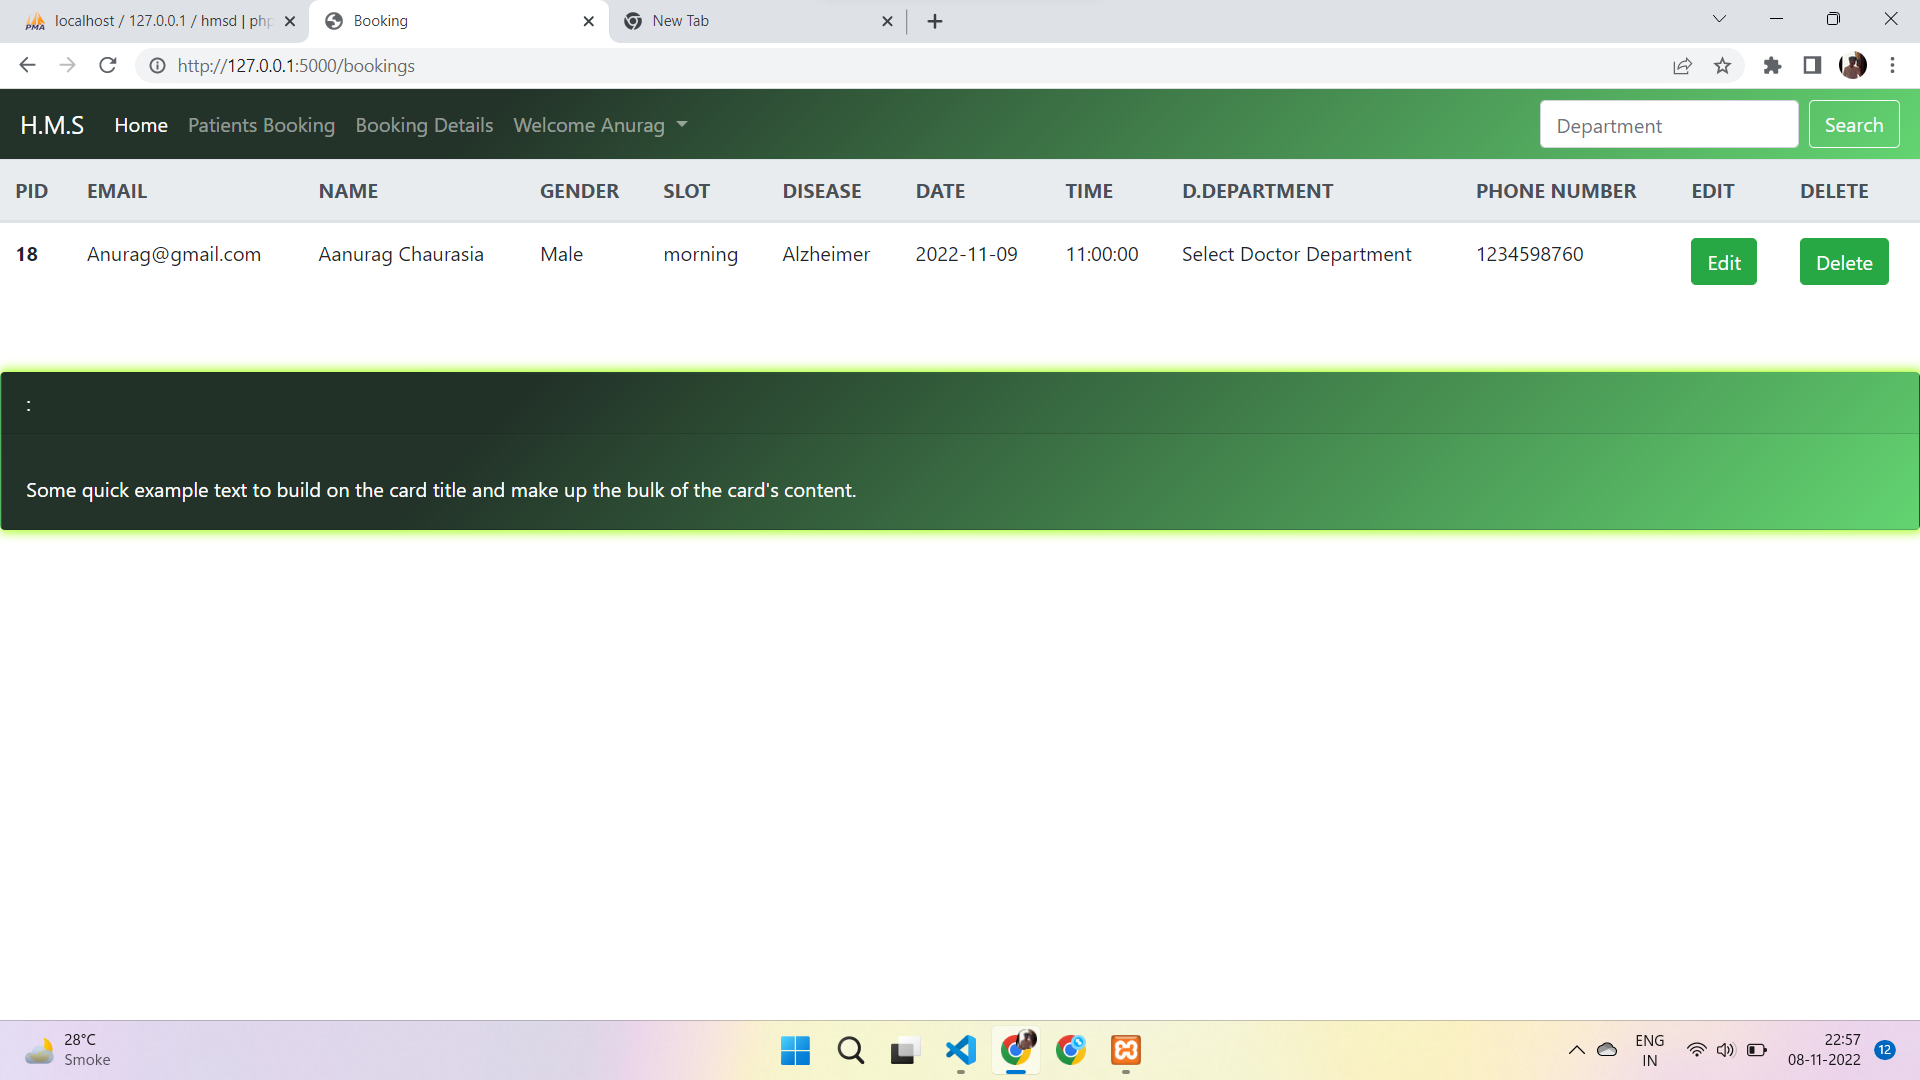 localhost / 127.0.0.1 / hmsd | php
Booking
New Tab
http://127.0.0.1:5000/bookings
H.M.S Home Patients Booking Booking Details Welcome Anurag Department Search
PID EMAIL NAME GENDER SLOT DISEASE DATE TIME D.DEPARTMENT PHONE NUMBER EDIT DELETE
18 Anurag@gmail.com Aanurag Chaurasia Male morning Alzheimer 2022-11-09 11:00:00 Select Doctor Department 1234598760 Edit Delete
:
Some quick example text to build on the card title and make up the bulk of the card's content.
28°C
Smoke
ENG
IN
22:57
08-11-2022
12